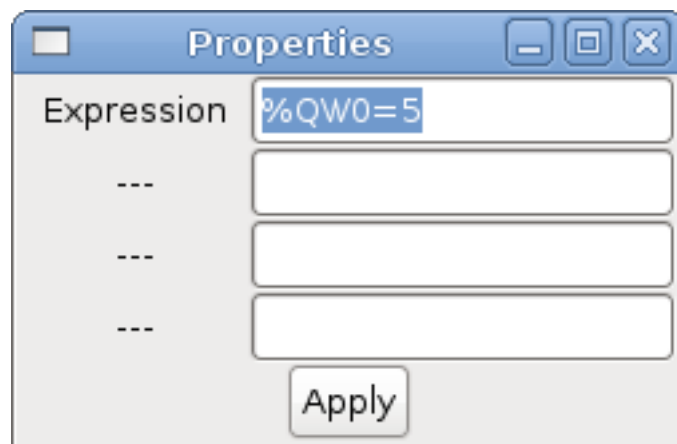 Properties
Expression %QW0=5
---
---
---
Apply